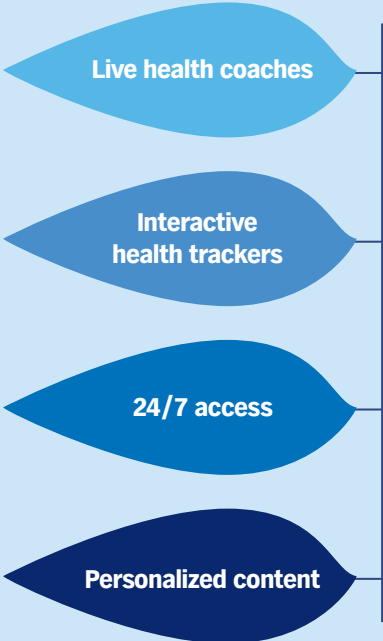 Live health coaches
Interactive
health trackers
24/7 access
Personalized content